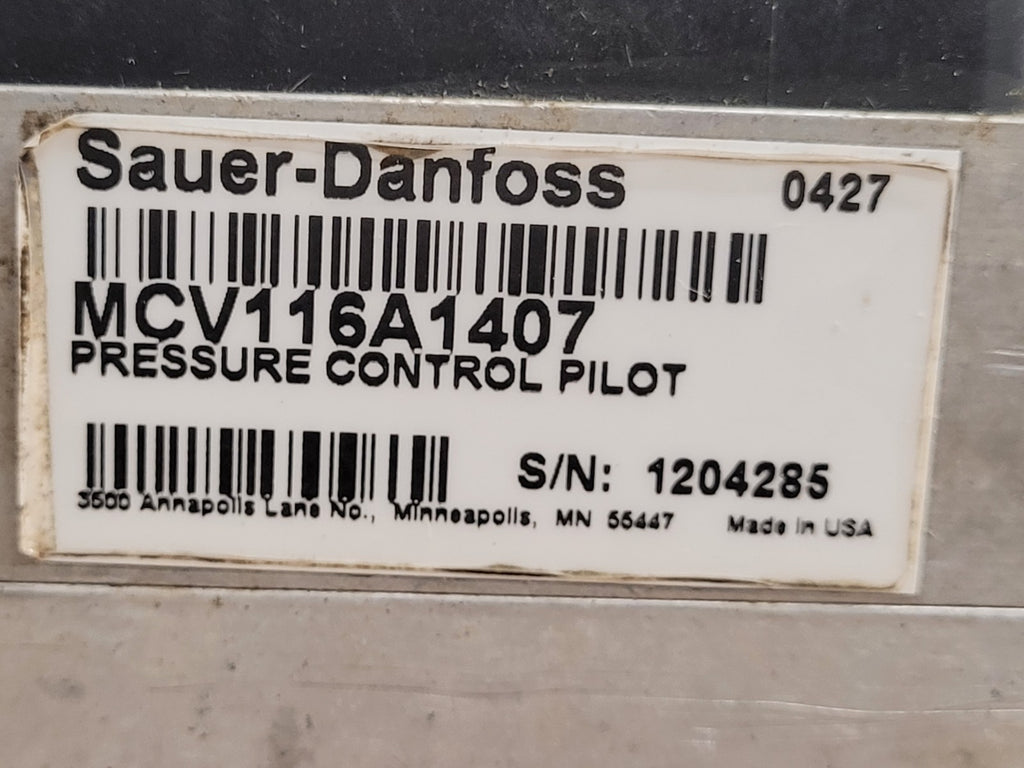 Sauer-Danfoss 0427
MCV116A1407
PRESSURE CONTROL PILOT
S/N: 1204285
3500 Annapolis Lane No., Minneapolis, MN 55447 Made in USA